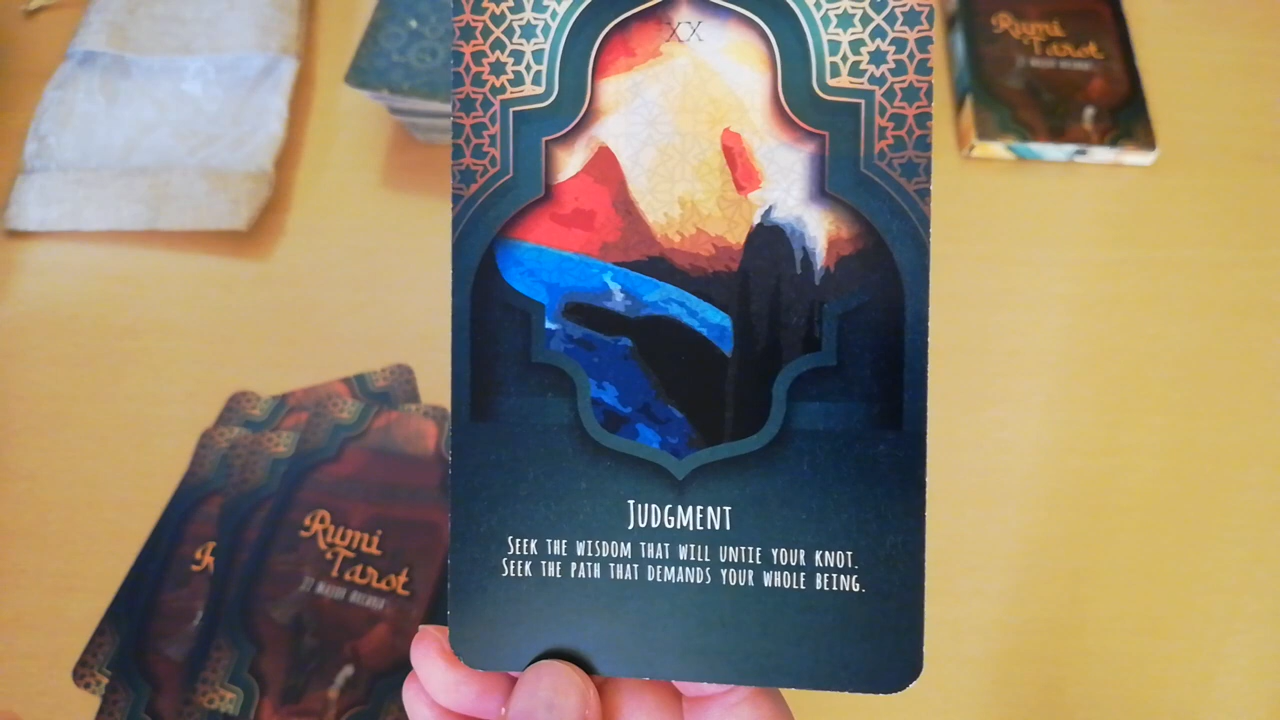 XX
Rumi
Tarot
Judgment
Seek the wisdom that will untie your knot.
Seek the path that demands your whole being.
Rumi
Tarot